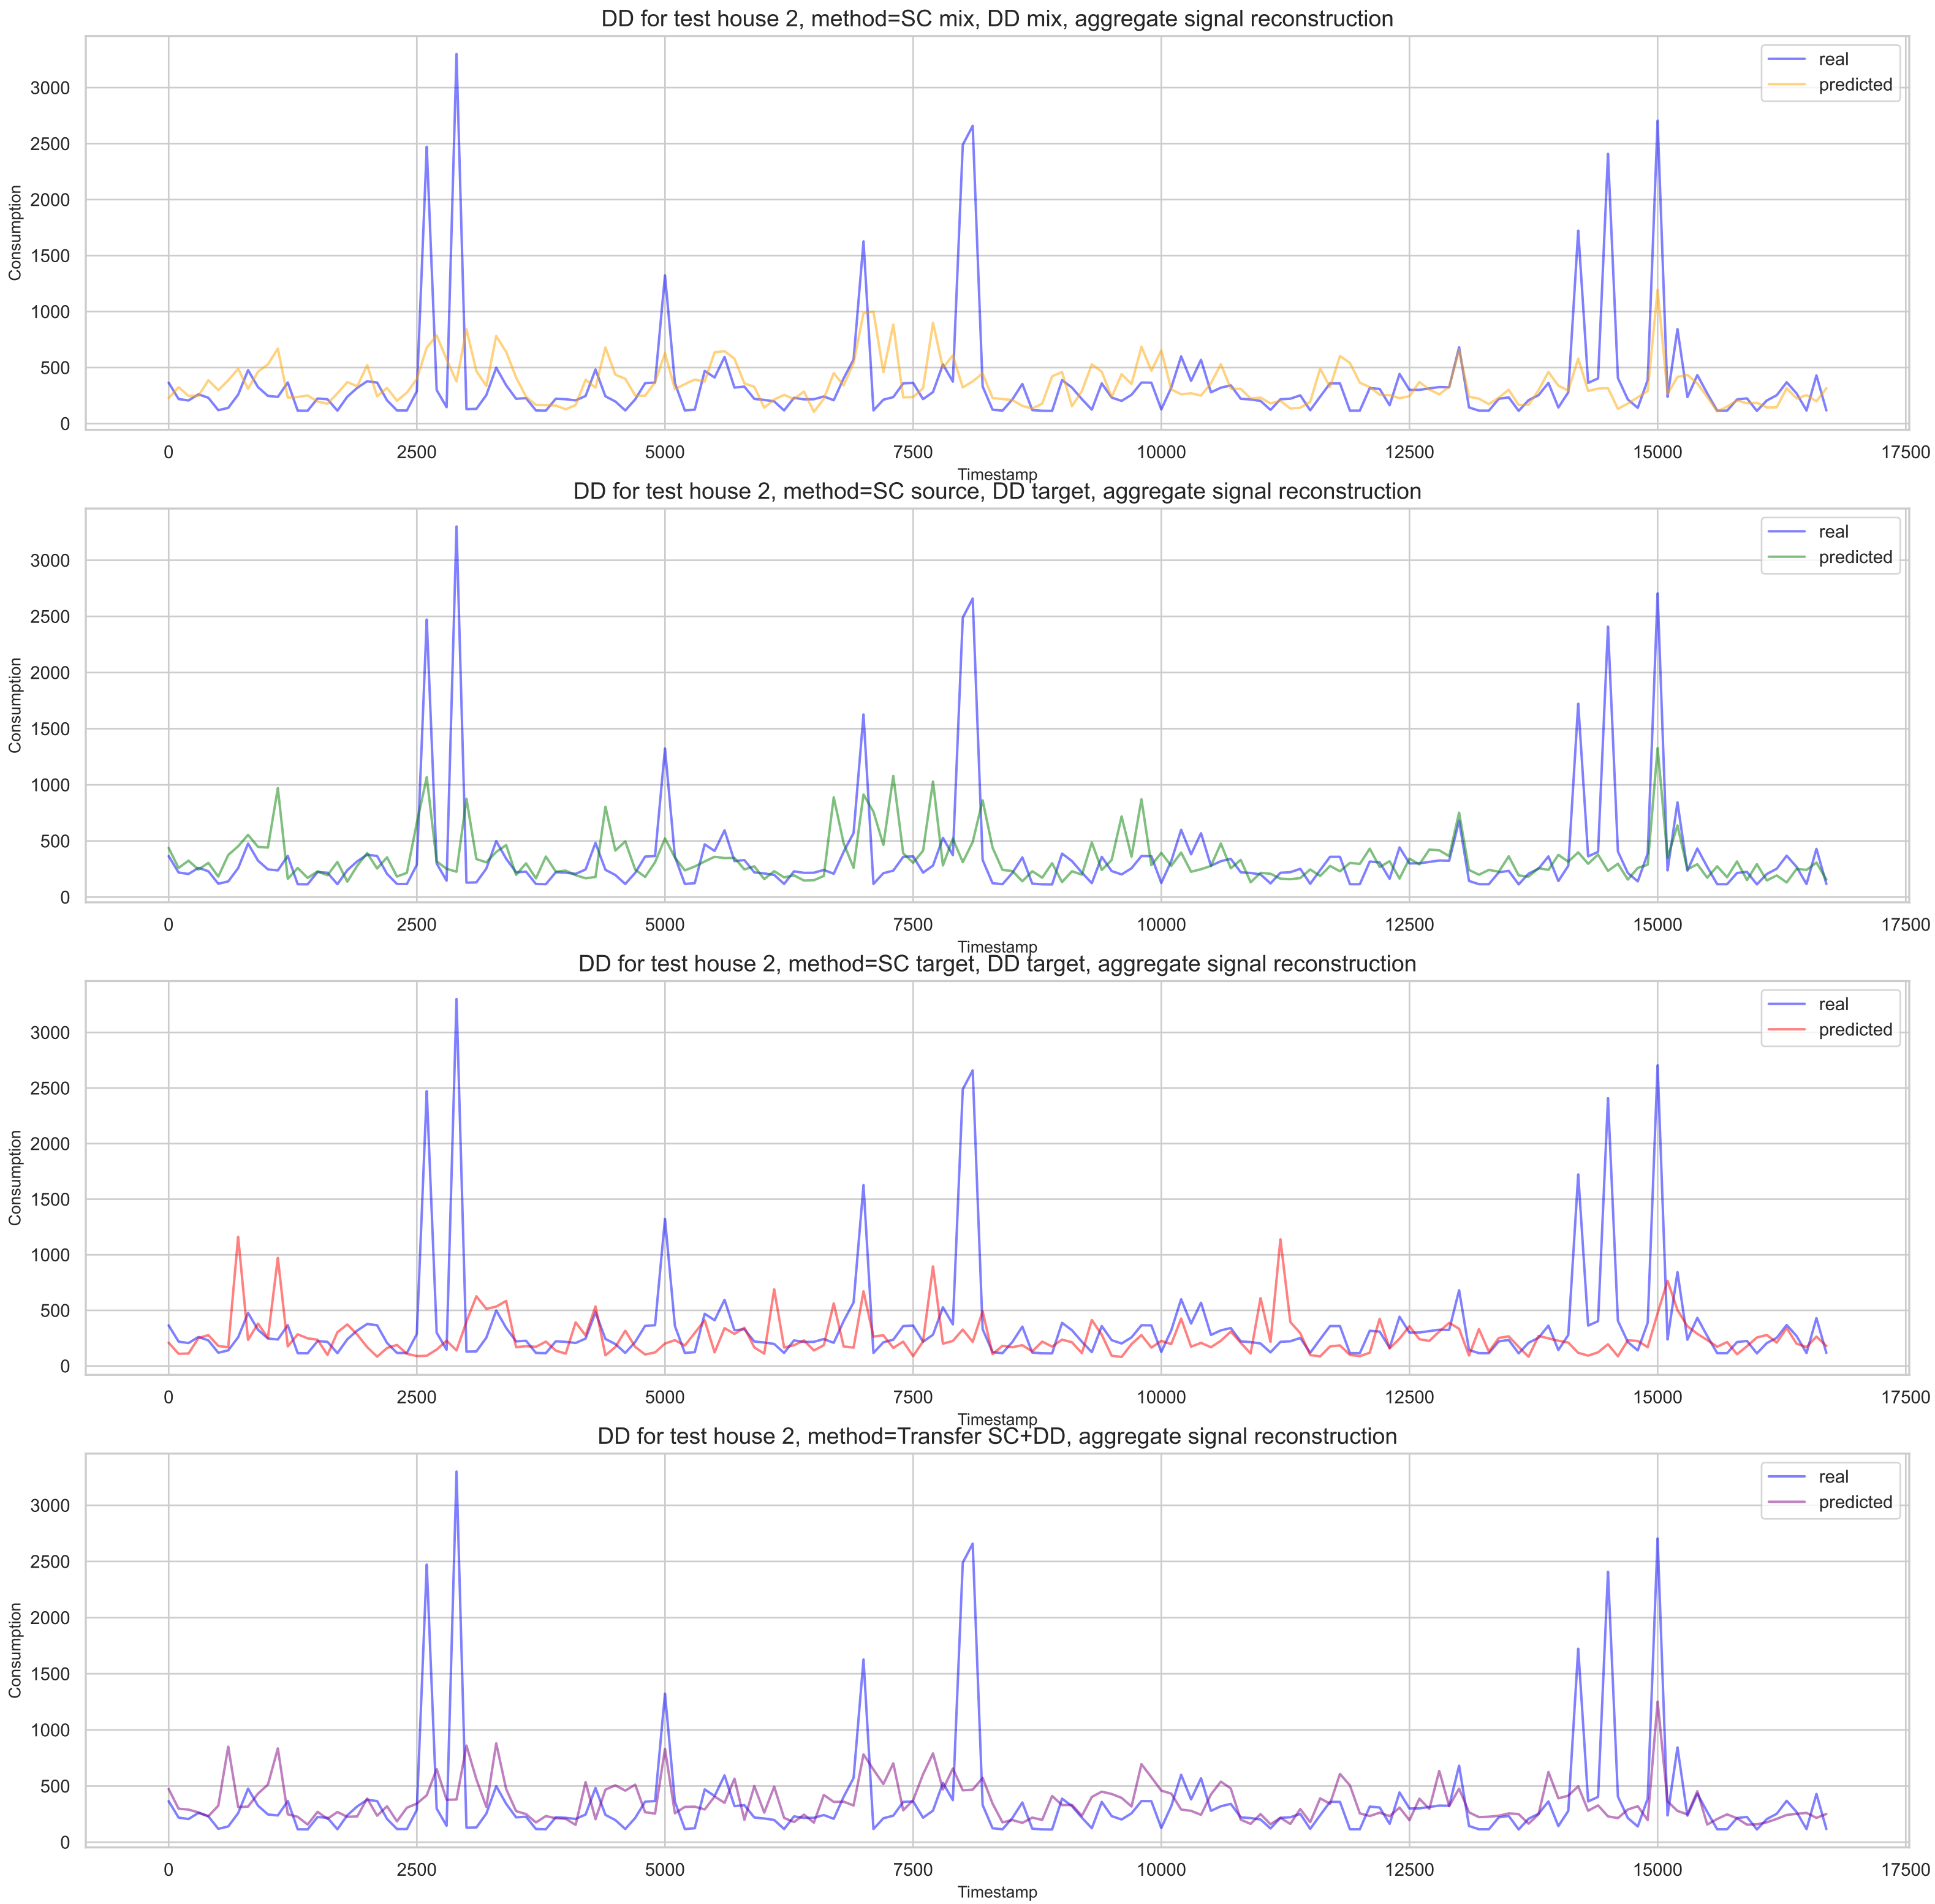 DD for test house 2, method=SC mix, DD mix, aggregate signal reconstruction
real
predicted
3000
2500
2000
1500
1000
500
0
Consumption
0 2500 5000 7500 10000 12500 15000 17500
Timestamp
DD for test house 2, method=SC source, DD target, aggregate signal reconstruction
real
predicted
3000
2500
2000
1500
1000
500
0
Consumption
0 2500 5000 7500 10000 12500 15000 17500
Timestamp
DD for test house 2, method=SC target, DD target, aggregate signal reconstruction
real
predicted
3000
2500
2000
1500
1000
500
0
Consumption
0 2500 5000 7500 10000 12500 15000 17500
Timestamp
DD for test house 2, method=Transfer SC+DD, aggregate signal reconstruction
real
predicted
3000
2500
2000
1500
1000
500
0
Consumption
0 2500 5000 7500 10000 12500 15000 17500
Timestamp